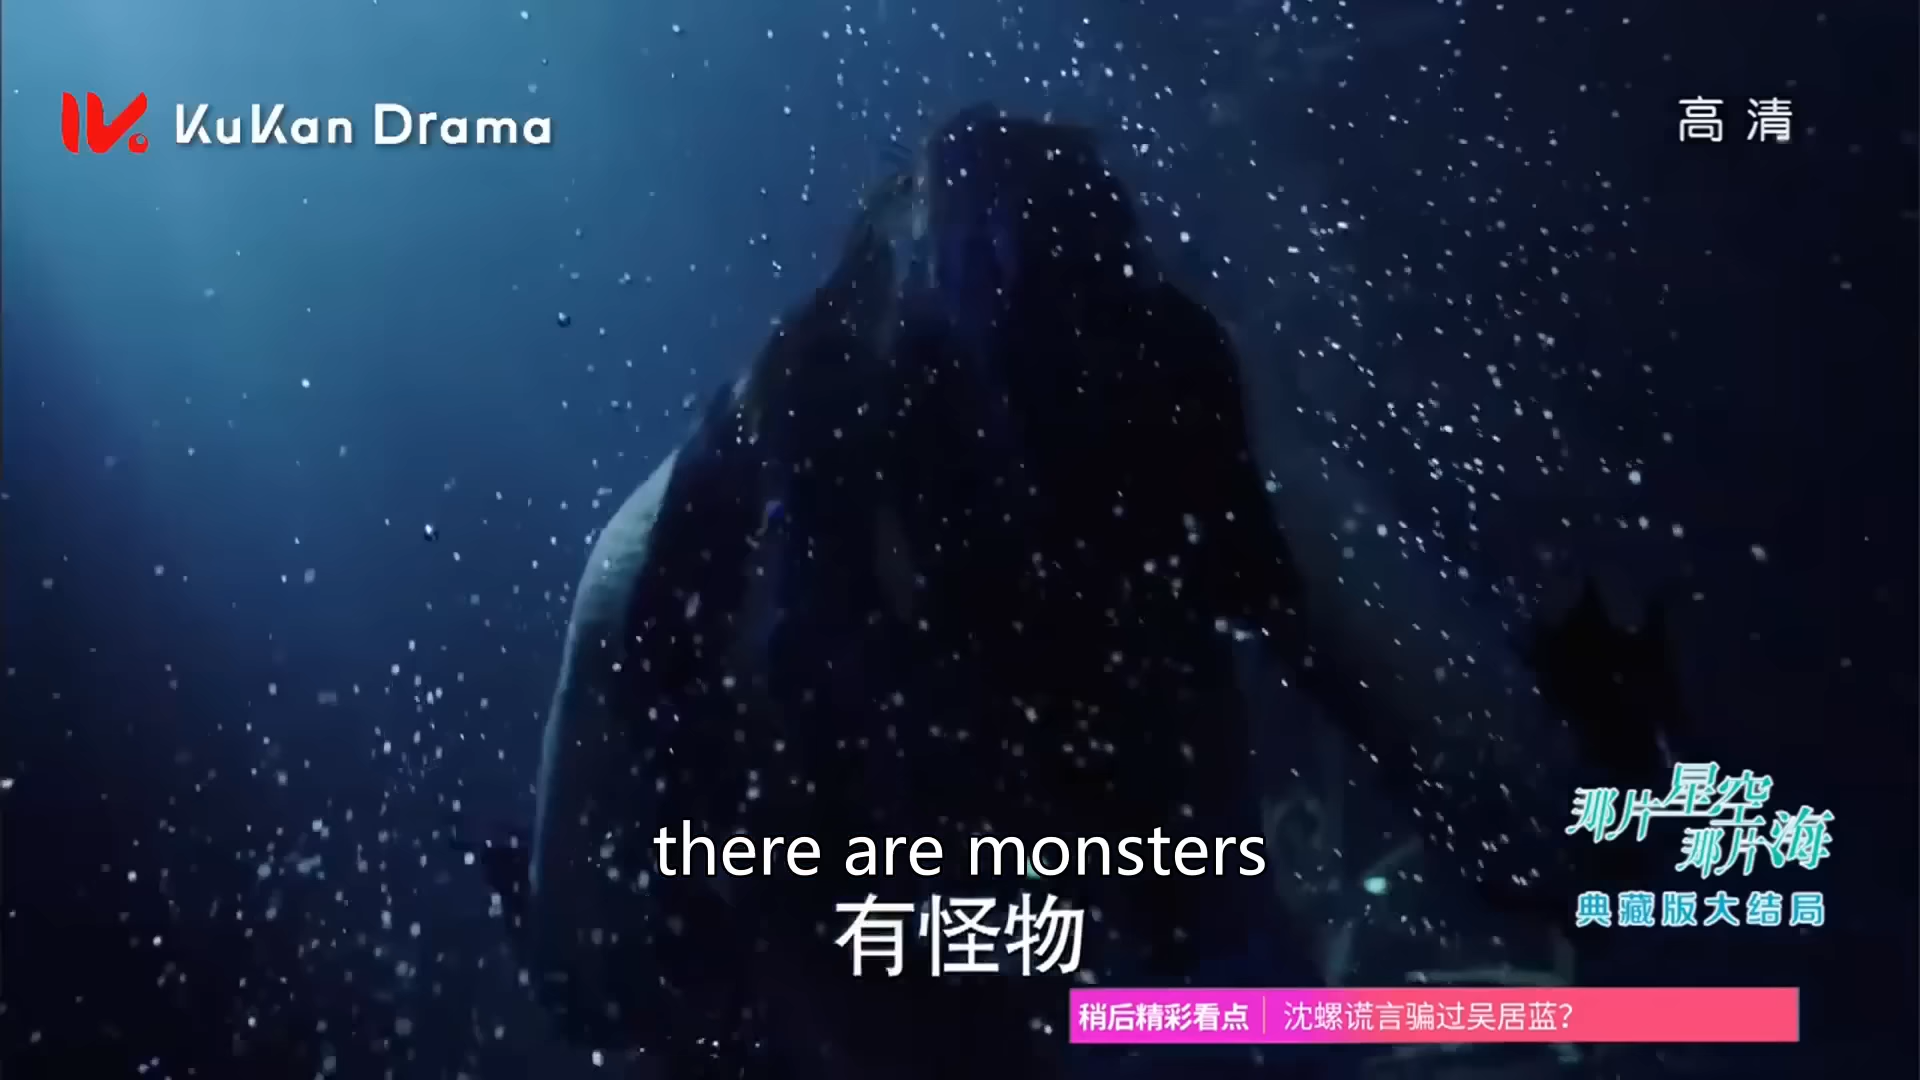 KuKan Drama
高清
那片星空
那片海
典藏版大结局
there are monsters
有怪物
稍后精彩看点 沈螺谎言骗过吴居蓝?